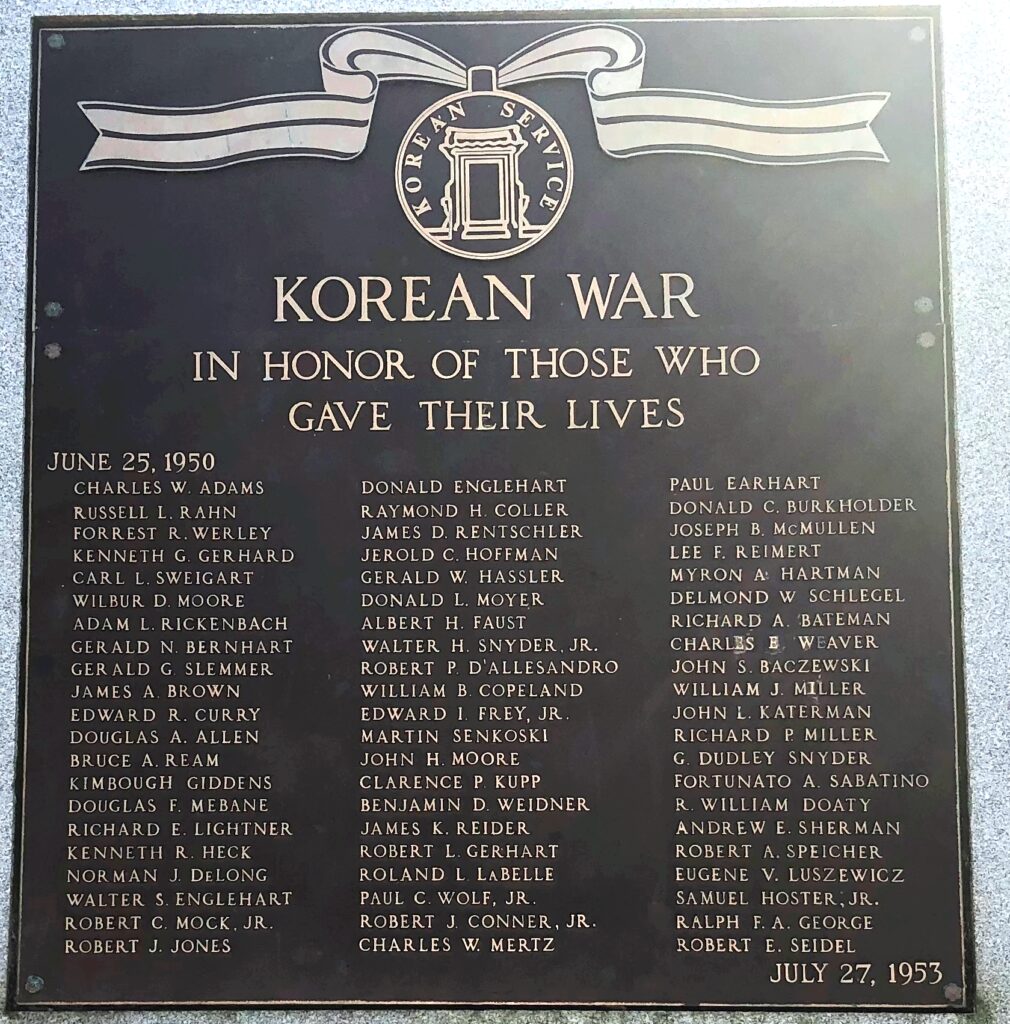 KOREAN SERVICE
KOREAN WAR
IN HONOR OF THOSE WHO
GAVE THEIR LIVES
JUNE 25, 1950
CHARLES W. ADAMS
RUSSELL L. RAHN
FORREST R. WERLEY
KENNETH G. GERHARD
CARL L. SWEIGART
WILBUR D. MOORE
ADAM L. RICKENBACH
GERALD N. BERNHART
GERALD G. SLEMMER
JAMES A. BROWN
EDWARD R. CURRY
DOUGLAS A. ALLEN
BRUCE A. REAM
KIMBOUGH GIDDENS
DOUGLAS F. MEBANE
RICHARD E. LIGHTNER
KENNETH R. HECK
NORMAN J. DeLONG
WALTER S. ENGLEHART
ROBERT C. MOCK, JR.
ROBERT J. JONES
DONALD ENGLEHART
RAYMOND H. COLLER
JAMES D. RENTSCHLER
JEROLD C. HOFFMAN
GERALD W. HASSLER
DONALD L. MOYER
ALBERT H. FAUST
WALTER H. SNYDER, JR.
ROBERT P. D'ALLESANDRO
WILLIAM B. COPELAND
EDWARD I. FREY, JR.
MARTIN SENKOSKI
JOHN H. MOORE
CLARENCE P. KUPP
BENJAMIN D. WEIDNER
JAMES K. REIDER
ROBERT L. GERHART
ROLAND L. LaBELLE
PAUL C. WOLF, JR.
ROBERT J. CONNER, JR.
CHARLES W. MERTZ
PAUL EARHART
DONALD C. BURKHOLDER
JOSEPH B. McMULLEN
LEE F. REIMERT
MYRON A. HARTMAN
DELMOND W. SCHLEGEL
RICHARD A. BATEMAN
CHARLES E. WEAVER
JOHN S. BACZEWSKI
WILLIAM J. MILLER
JOHN L. KATERMAN
RICHARD P. MILLER
G. DUDLEY SNYDER
FORTUNATO A. SABATINO
R. WILLIAM DOATY
ANDREW E. SHERMAN
ROBERT A. SPEICHER
EUGENE V. LUSZEWICZ
SAMUEL HOSTER, JR.
RALPH F. A. GEORGE
ROBERT E. SEIDEL
JULY 27, 1953